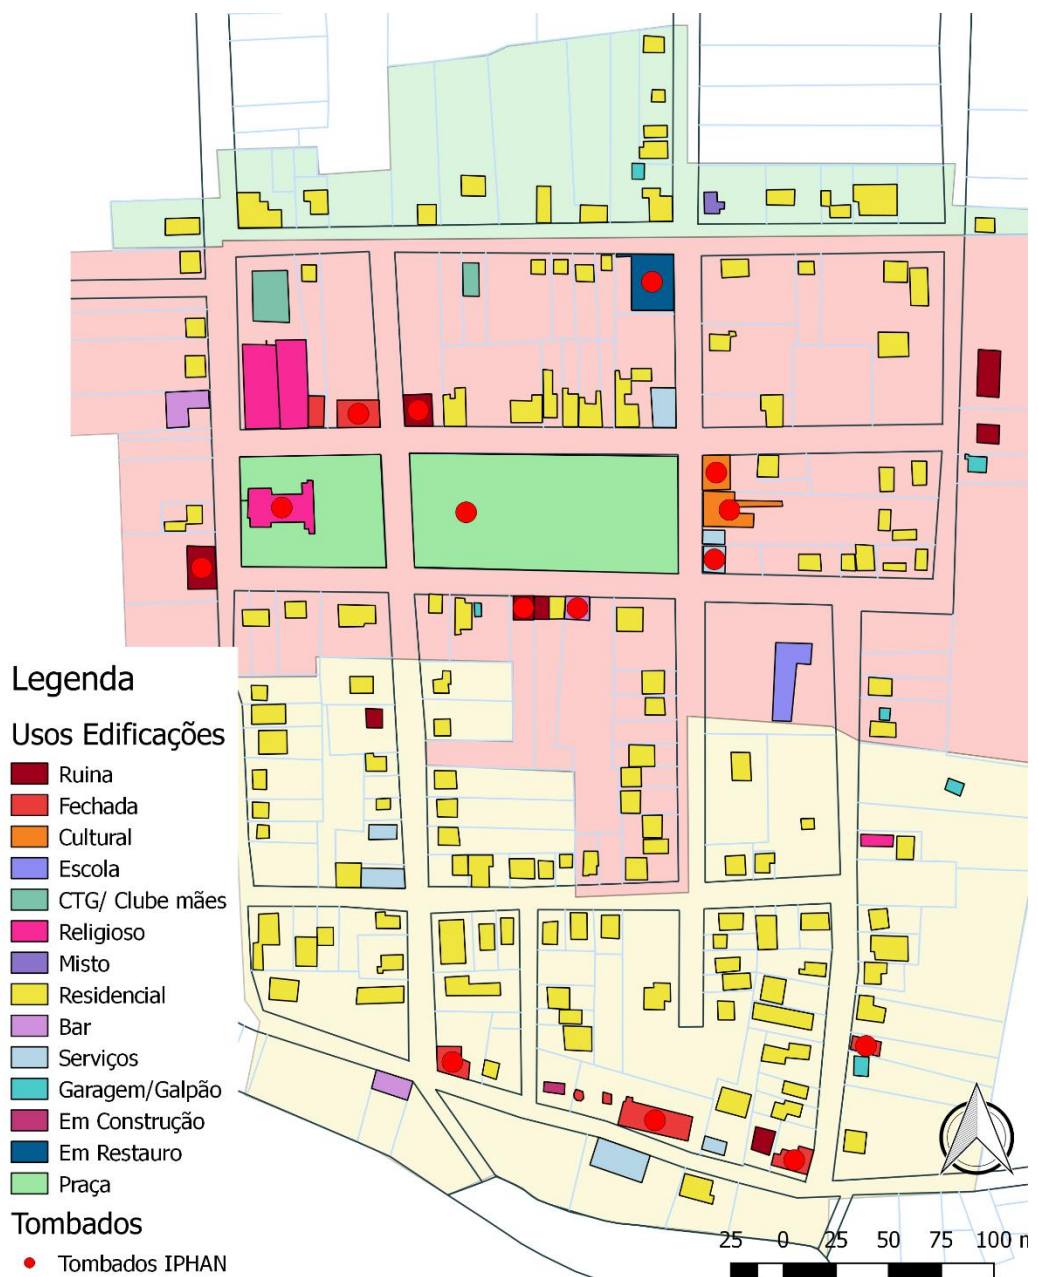 Legenda
Usos Edificações
Ruina
Fechada
Cultural
Escola
CTG/ Clube mães
Religioso
Misto
Residencial
Bar
Serviços
Garagem/Galpão
Em Construção
Em Restauro
Praça
Tombados
Tombados IPHAN
25 0 25 50 75 100 m